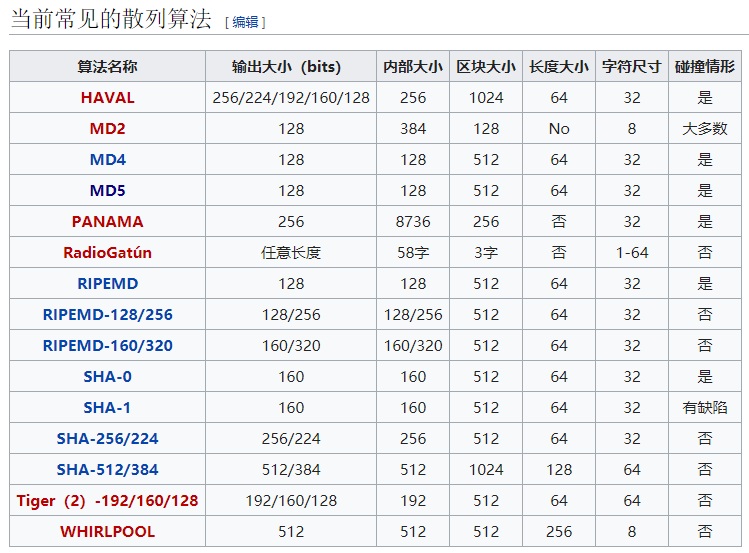 当前常见的散列算法 [ 编辑 ]
算法名称 输出大小（bits） 内部大小 区块大小 长度大小 字符尺寸 碰撞情形
HAVAL 256/224/192/160/128 256 1024 64 32 是
MD2 128 384 128 No 8 大多数
MD4 128 128 512 64 32 是
MD5 128 128 512 64 32 是
PANAMA 256 8736 256 否 32 是
RadioGatún 任意长度 58字 3字 否 1-64 否
RIPEMD 128 128 512 64 32 是
RIPEMD-128/256 128/256 128/256 512 64 32 否
RIPEMD-160/320 160/320 160/320 512 64 32 否
SHA-0 160 160 512 64 32 是
SHA-1 160 160 512 64 32 有缺陷
SHA-256/224 256/224 256 512 64 32 否
SHA-512/384 512/384 512 1024 128 64 否
Tiger（2）-192/160/128 192/160/128 192 512 64 64 否
WHIRLPOOL 512 512 512 256 8 否